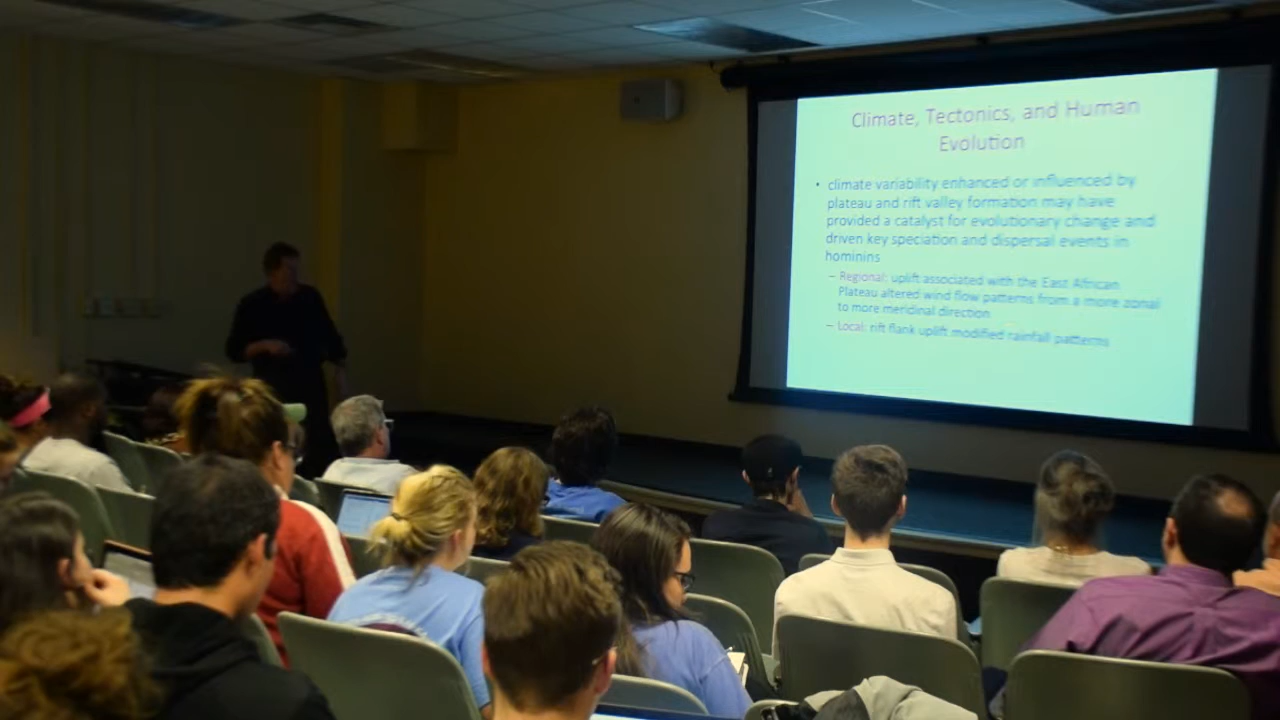 Climate, Tectonics, and Human
Evolution
• climate variability enhanced or influenced by
plateau and rift valley formation may have
provided a catalyst for evolutionary change and
driven key speciation and dispersal events in
hominins
– Regional: uplift associated with the East African
Plateau altered wind flow patterns from a more zonal
to more meridinal direction
– Local: rift flank uplift modified rainfall patterns